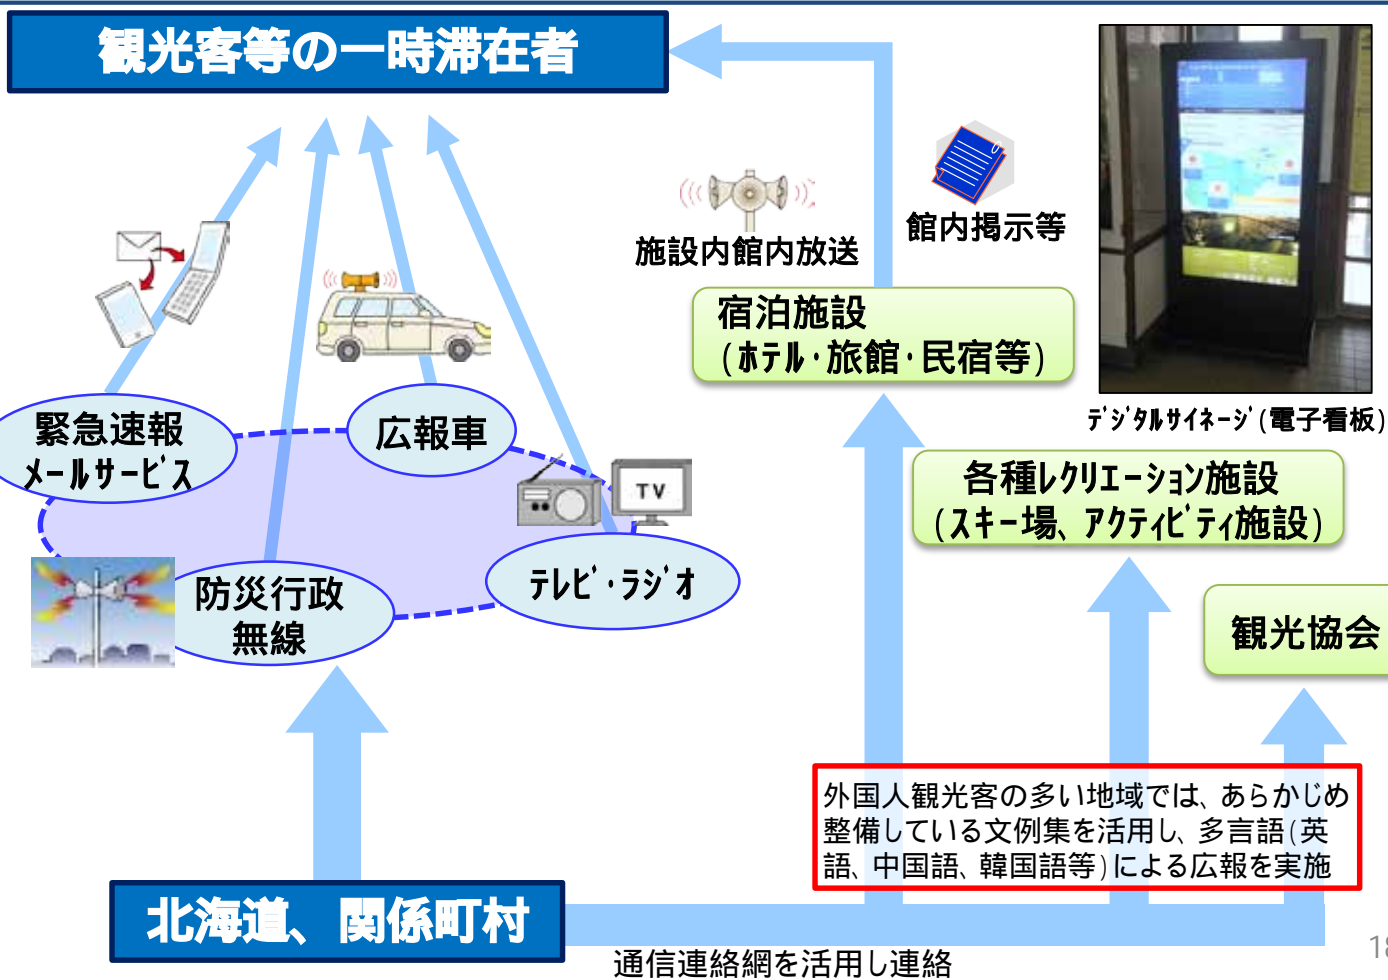 観光客等の一時滞在者
施設内館内放送
館内掲示等
宿泊施設
(ホテル・旅館・民宿等)
デジタルサイネージ(電子看板)
緊急速報
メールサービス
広報車
TV
各種レクリエーション施設
(スキー場、アクティビティ施設)
防災行政
無線
テレビ・ラジオ
観光協会
外国人観光客の多い地域では、あらかじめ
整備している文例集を活用し、多言語(英
語、中国語、韓国語等)による広報を実施
北海道、関係町村
通信連絡網を活用し連絡